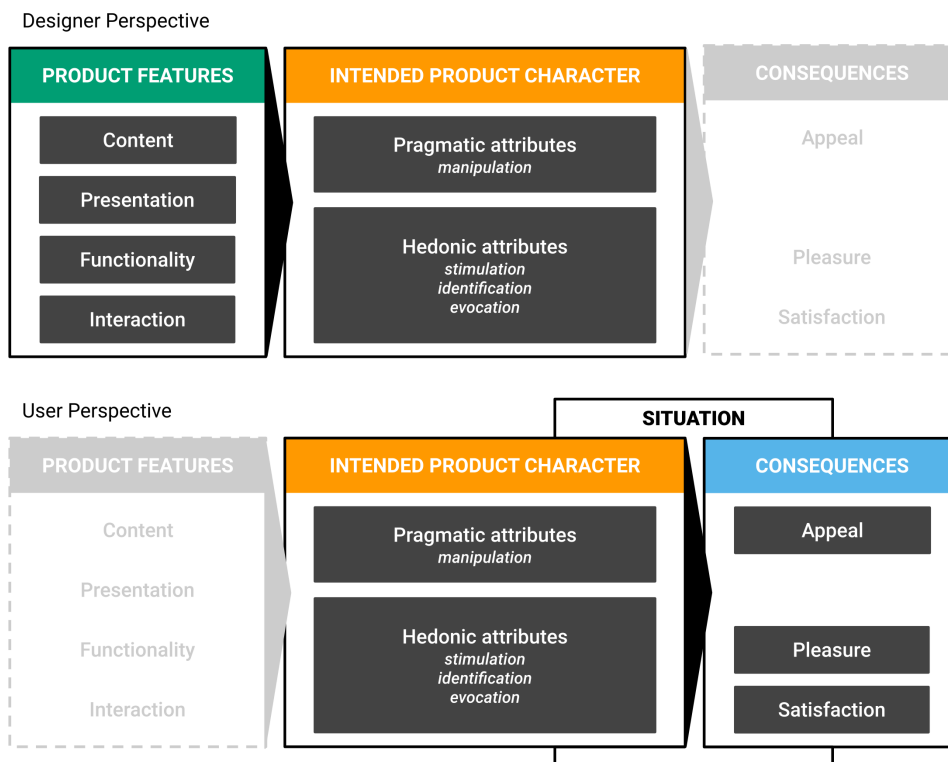 Designer Perspective
PRODUCT FEATURES
Content
Presentation
Functionality
Interaction
INTENDED PRODUCT CHARACTER
Pragmatic attributes
manipulation
Hedonic attributes
stimulation
identification
evocation
CONSEQUENCES
Appeal
Pleasure
Satisfaction
User Perspective
SITUATION
PRODUCT FEATURES
Content
Presentation
Functionality
Interaction
INTENDED PRODUCT CHARACTER
Pragmatic attributes
manipulation
Hedonic attributes
stimulation
identification
evocation
CONSEQUENCES
Appeal
Pleasure
Satisfaction